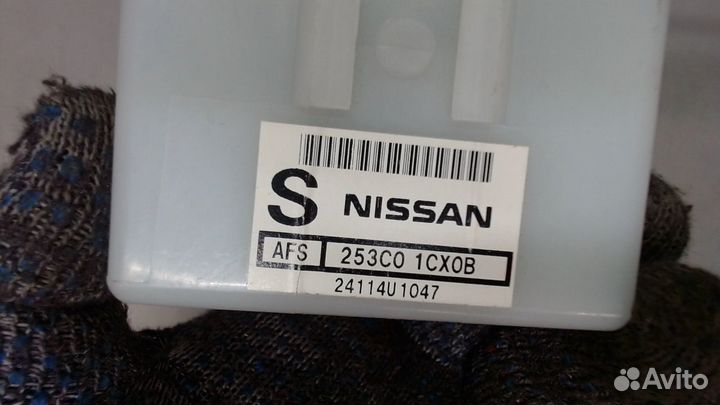 S NISSAN
AFS 253C0 1CX0B
24114U1047
Avito